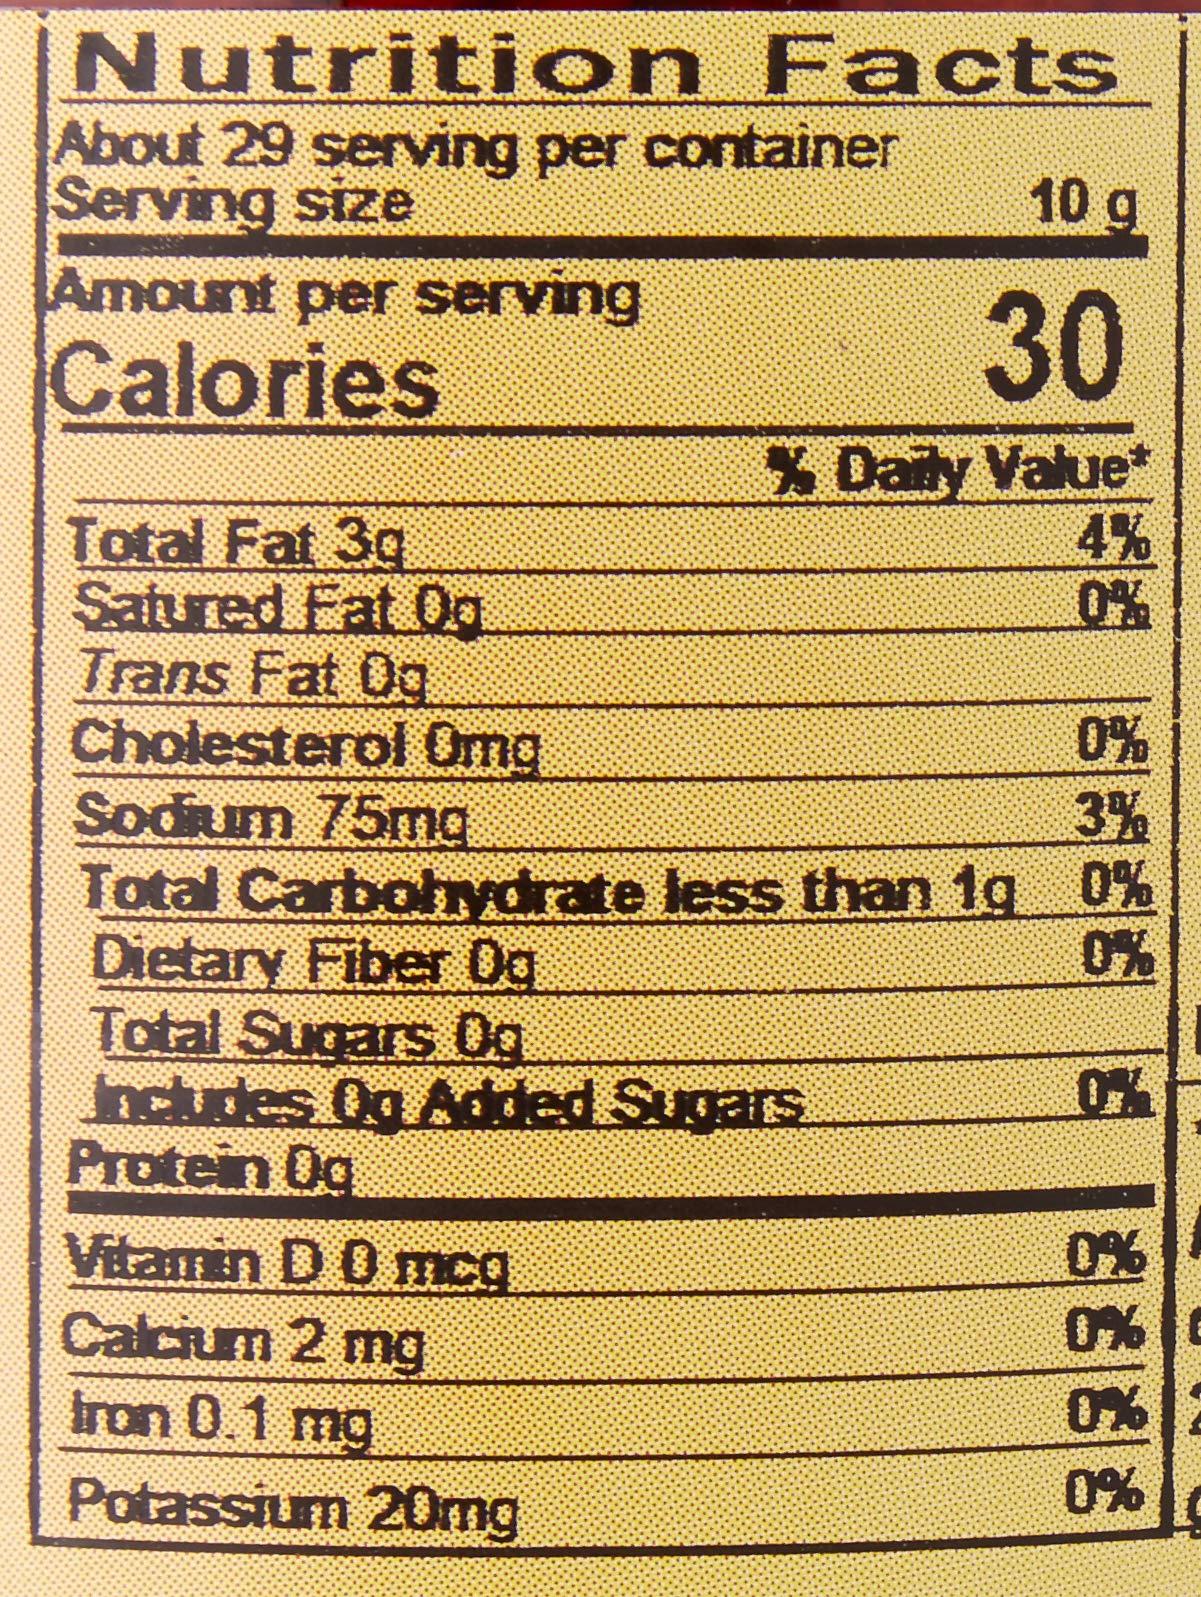 Nutrition Facts
About 29 serving per container
Serving size 10 g
Amount per serving
Calories 30
% Daily Value*
Total Fat 3g 4%
Satured Fat 0g 0%
Trans Fat 0g
Cholesterol 0mg 0%
Sodium 75mg 3%
Total Carbohydrate less than 1g 0%
Dietary Fiber 0g 0%
Total Sugars 0g
Includes 0g Added Sugars 0%
Protein 0g
Vitamin D 0 mcg 0%
Calcium 2 mg 0%
Iron 0.1 mg 0%
Potassium 20mg 0%